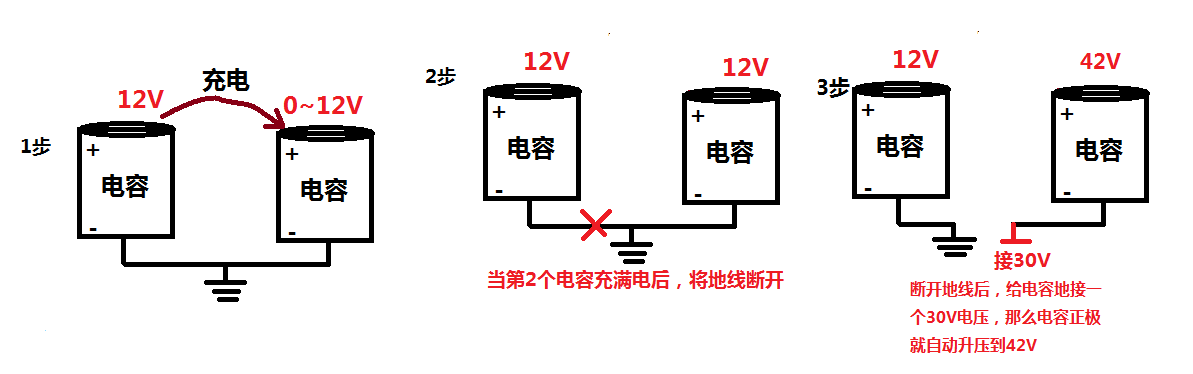 1步
12V
充电
0~12V
+
电容
-
+
电容
-
2步
12V
12V
+
电容
-
+
电容
-
当第2个电容充满电后，将地线断开
3步
12V
42V
+
电容
-
+
电容
-
接30V
断开地线后，给电容地接一
个30V电压，那么电容正极
就自动升压到42V